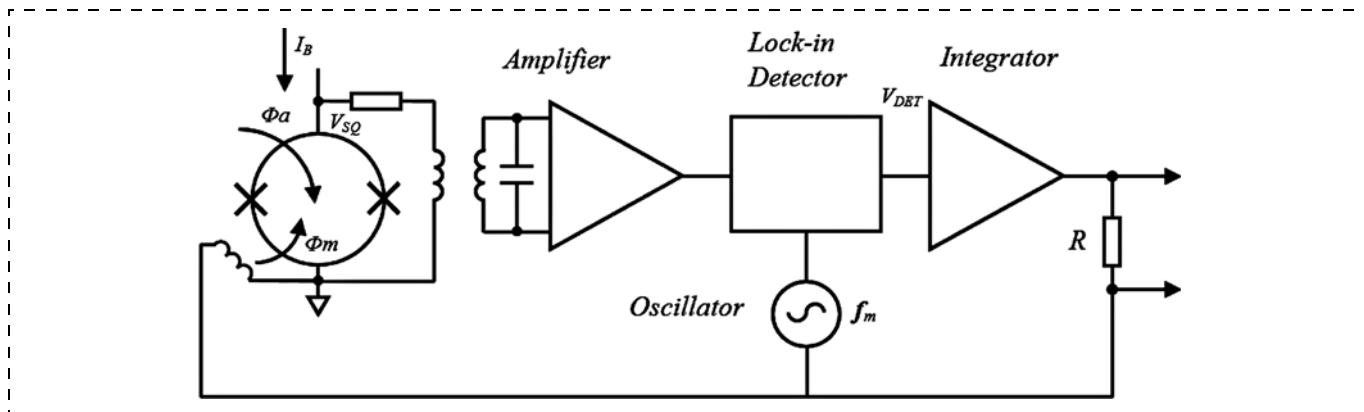 I_B
Amplifier
Lock-in
Detector
Integrator
Φa
V_SQ
V_DET
Φm
R
Oscillator
f_m